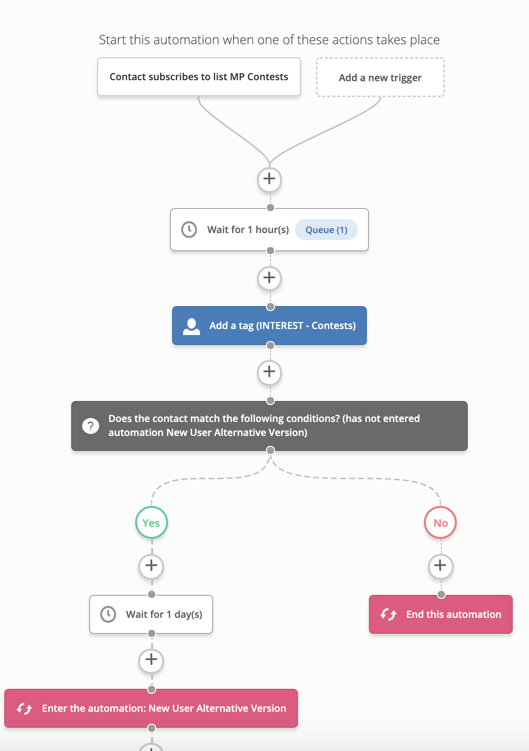 Start this automation when one of these actions takes place
Contact subscribes to list MP Contests
Add a new trigger
Wait for 1 hour(s) Queue (1)
Add a tag (INTEREST - Contests)
Does the contact match the following conditions? (has not entered
automation New User Alternative Version)
Yes
No
Wait for 1 day(s)
End this automation
Enter the automation: New User Alternative Version